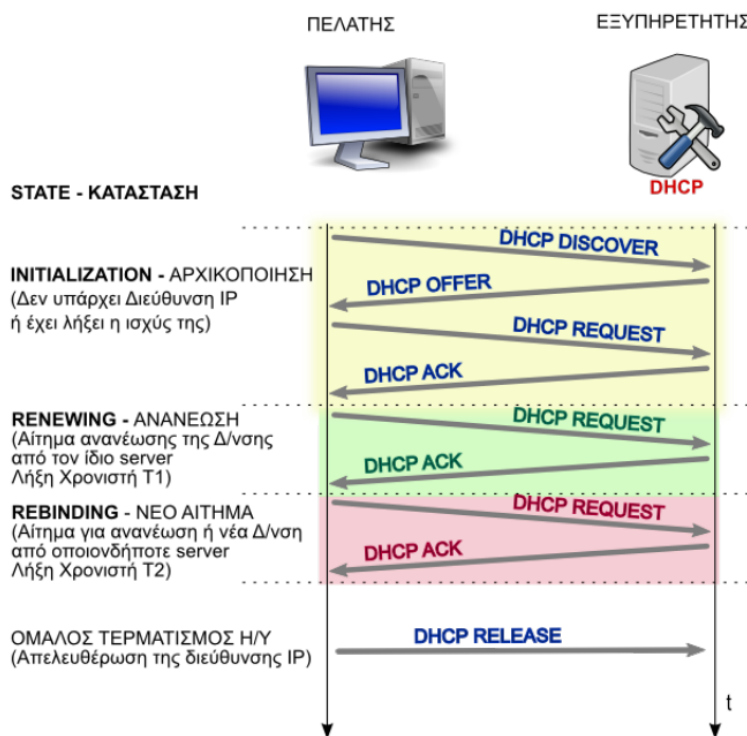 ΠΕΛΑΤΗΣ
ΕΞΥΠΗΡΕΤΗΤΗΣ
DHCP
STATE - ΚΑΤΑΣΤΑΣΗ
DHCP DISCOVER
INITIALIZATION - ΑΡΧΙΚΟΠΟΙΗΣΗ
(Δεν υπάρχει Διεύθυνση IP
ή έχει λήξει η ισχύς της)
DHCP OFFER
DHCP REQUEST
DHCP ACK
RENEWING - ΑΝΑΝΕΩΣΗ
(Αίτημα ανανέωσης της Δ/νσης
από τον ίδιο server
Λήξη Χρονιστή T1)
DHCP REQUEST
DHCP ACK
REBINDING - ΝΕΟ ΑΙΤΗΜΑ
(Αίτημα για ανανέωση ή νέα Δ/νση
από οποιονδήποτε server
Λήξη Χρονιστή T2)
DHCP REQUEST
DHCP ACK
ΟΜΑΛΟΣ ΤΕΡΜΑΤΙΣΜΟΣ Η/Υ
(Απελευθέρωση της διεύθυνσης IP)
DHCP RELEASE
t